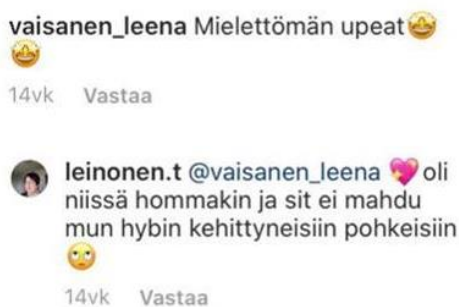 vaisanen_leena Mielettömän upeat🤩
🤩
14vk Vastaa
leinonen.t @vaisanen_leena 💖oli
niissä hommakin ja sit ei mahdu
mun hybin kehittyneisiin pohkeisiin
🙄
14vk Vastaa